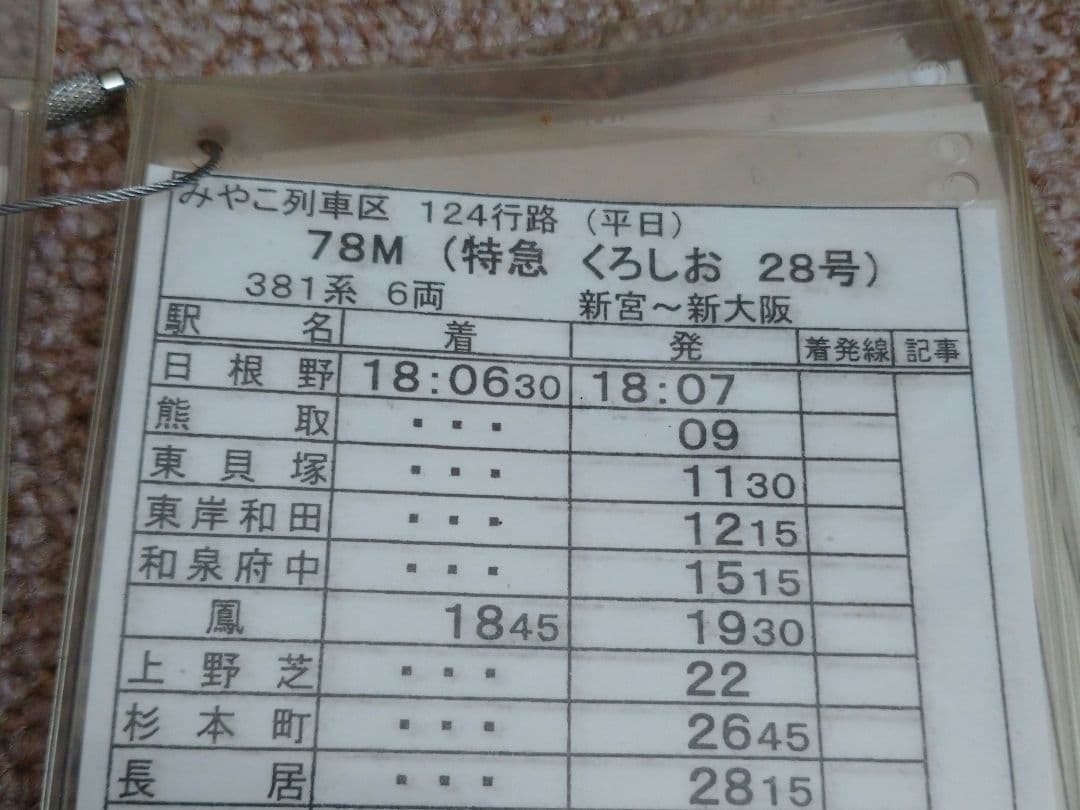 みやこ列車区 124行路 (平日)
78M (特急 くろしお 28号)
381系 6両 新宮～新大阪
駅名 着 発 着発線 記事
日根野 18:0630 18:07
熊取 ・・・ 09
東貝塚 ・・・ 1130
東岸和田 ・・・ 1215
和泉府中 ・・・ 1515
鳳 1845 1930
上野芝 ・・・ 22
杉本町 ・・・ 2645
長居 ・・・ 2815